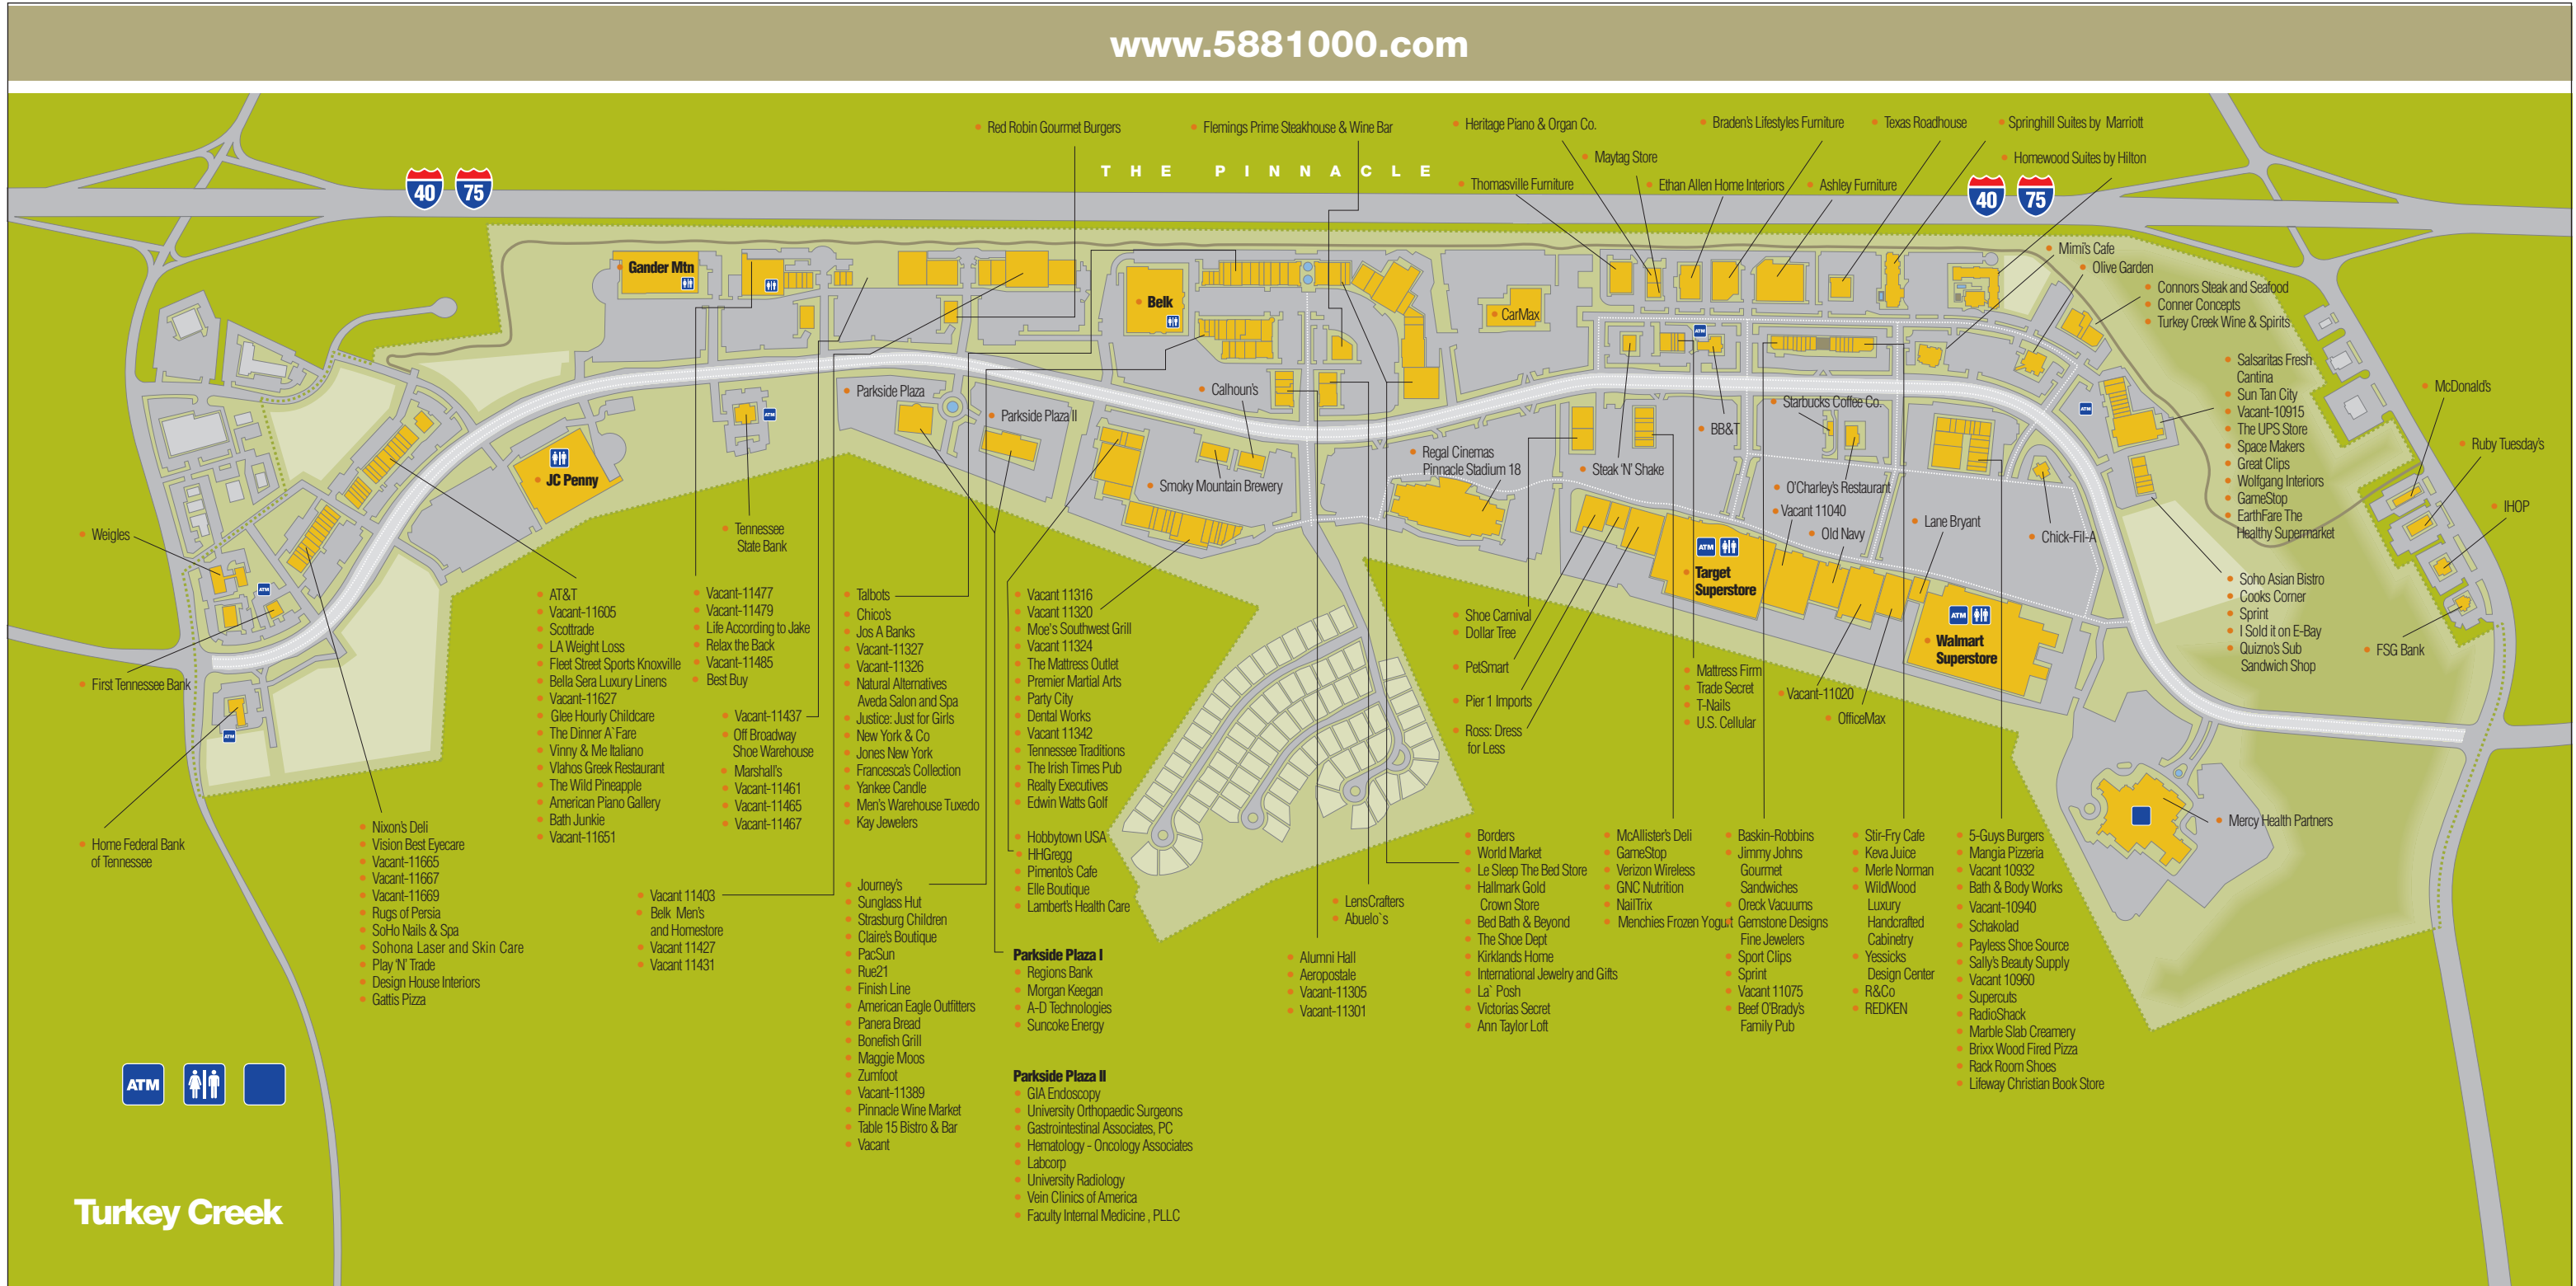 www.5881000.com
THE PINNACLE
40
75
40
75
Red Robin Gourmet Burgers
Flemings Prime Steakhouse & Wine Bar
Heritage Piano & Organ Co.
Maytag Store
Thomasville Furniture
Ethan Allen Home Interiors
Braden's Lifestyles Furniture
Ashley Furniture
Texas Roadhouse
Springhill Suites by Marriott
Homewood Suites by Hilton
Mimi's Cafe
Olive Garden
Connors Steak and Seafood
Conner Concepts
Turkey Creek Wine & Spirits
Gander Mtn
Belk
CarMax
ATM
Salsaritas Fresh
Cantina
Sun Tan City
Vacant-10915
The UPS Store
Space Makers
Great Clips
Wolfgang Interiors
GameStop
EarthFare The
Healthy Supermarket
McDonald's
Ruby Tuesday's
IHOP
FSG Bank
Parkside Plaza
Parkside Plaza II
Calhoun's
Smoky Mountain Brewery
Regal Cinemas
Pinnacle Stadium 18
Steak 'N' Shake
BB&T
Starbucks Coffee Co.
O'Charley's Restaurant
Vacant 11040
Old Navy
Lane Bryant
Chick-Fil-A
ATM
ATM
JC Penny
Tennessee
State Bank
Weigles
ATM
First Tennessee Bank
ATM
Home Federal Bank
of Tennessee
ATM
Target
Superstore
ATM
Walmart
Superstore
Soho Asian Bistro
Cooks Corner
Sprint
I Sold it on E-Bay
Quizno's Sub
Sandwich Shop
AT&T
Vacant-11605
Scottrade
LA Weight Loss
Fleet Street Sports Knoxville
Bella Sera Luxury Linens
Vacant-11627
Glee Hourly Childcare
The Dinner A`Fare
Vinny & Me Italiano
Vlahos Greek Restaurant
The Wild Pineapple
American Piano Gallery
Bath Junkie
Vacant-11651
Vacant-11477
Vacant-11479
Life According to Jake
Relax the Back
Vacant-11485
Best Buy
Vacant-11437
Off Broadway
Shoe Warehouse
Marshall's
Vacant-11461
Vacant-11465
Vacant-11467
Talbots
Chico's
Jos A Banks
Vacant-11327
Vacant-11326
Natural Alternatives
Aveda Salon and Spa
Justice: Just for Girls
New York & Co
Jones New York
Francesca's Collection
Yankee Candle
Men's Warehouse Tuxedo
Kay Jewelers
Vacant 11316
Vacant 11320
Moe's Southwest Grill
Vacant 11324
The Mattress Outlet
Premier Martial Arts
Party City
Dental Works
Vacant 11342
Tennessee Traditions
The Irish Times Pub
Realty Executives
Edwin Watts Golf
Hobbytown USA
HHGregg
Pimento's Cafe
Elle Boutique
Lambert's Health Care
Shoe Carnival
Dollar Tree
PetSmart
Pier 1 Imports
Ross: Dress
for Less
Mattress Firm
Trade Secret
T-Nails
U.S. Cellular
Vacant-11020
OfficeMax
Mercy Health Partners
Nixon's Deli
Vision Best Eyecare
Vacant-11665
Vacant-11667
Vacant-11669
Rugs of Persia
SoHo Nails & Spa
Sohona Laser and Skin Care
Play 'N' Trade
Design House Interiors
Gattis Pizza
Vacant 11403
Belk Men's
and Homestore
Vacant 11427
Vacant 11431
Journey's
Sunglass Hut
Strasburg Children
Claire's Boutique
PacSun
Rue21
Finish Line
American Eagle Outfitters
Panera Bread
Bonefish Grill
Maggie Moos
Zumfoot
Vacant-11389
Pinnacle Wine Market
Table 15 Bistro & Bar
Vacant
Parkside Plaza I
Regions Bank
Morgan Keegan
A-D Technologies
Suncoke Energy
Parkside Plaza II
GIA Endoscopy
University Orthopaedic Surgeons
Gastrointestinal Associates, PC
Hematology - Oncology Associates
Labcorp
University Radiology
Vein Clinics of America
Faculty Internal Medicine , PLLC
LensCrafters
Abuelo`s
Alumni Hall
Aeropostale
Vacant-11305
Vacant-11301
Borders
World Market
Le Sleep The Bed Store
Hallmark Gold
Crown Store
Bed Bath & Beyond
The Shoe Dept
Kirklands Home
International Jewelry and Gifts
La` Posh
Victorias Secret
Ann Taylor Loft
McAllister's Deli
GameStop
Verizon Wireless
GNC Nutrition
NailTrix
Menchies Frozen Yogurt
Baskin-Robbins
Jimmy Johns
Gourmet
Sandwiches
Oreck Vacuums
Gemstone Designs
Fine Jewelers
Sport Clips
Sprint
Vacant 11075
Beef O'Brady's
Family Pub
Stir-Fry Cafe
Keva Juice
Merle Norman
WildWood
Luxury
Handcrafted
Cabinetry
Yessicks
Design Center
R&Co
REDKEN
5-Guys Burgers
Mangia Pizzeria
Vacant 10932
Bath & Body Works
Vacant-10940
Schakolad
Payless Shoe Source
Sally's Beauty Supply
Vacant 10960
Supercuts
RadioShack
Marble Slab Creamery
Brixx Wood Fired Pizza
Rack Room Shoes
Lifeway Christian Book Store
ATM
Turkey Creek